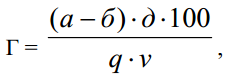 Г = (а – б) · д · 100 / q · v ,